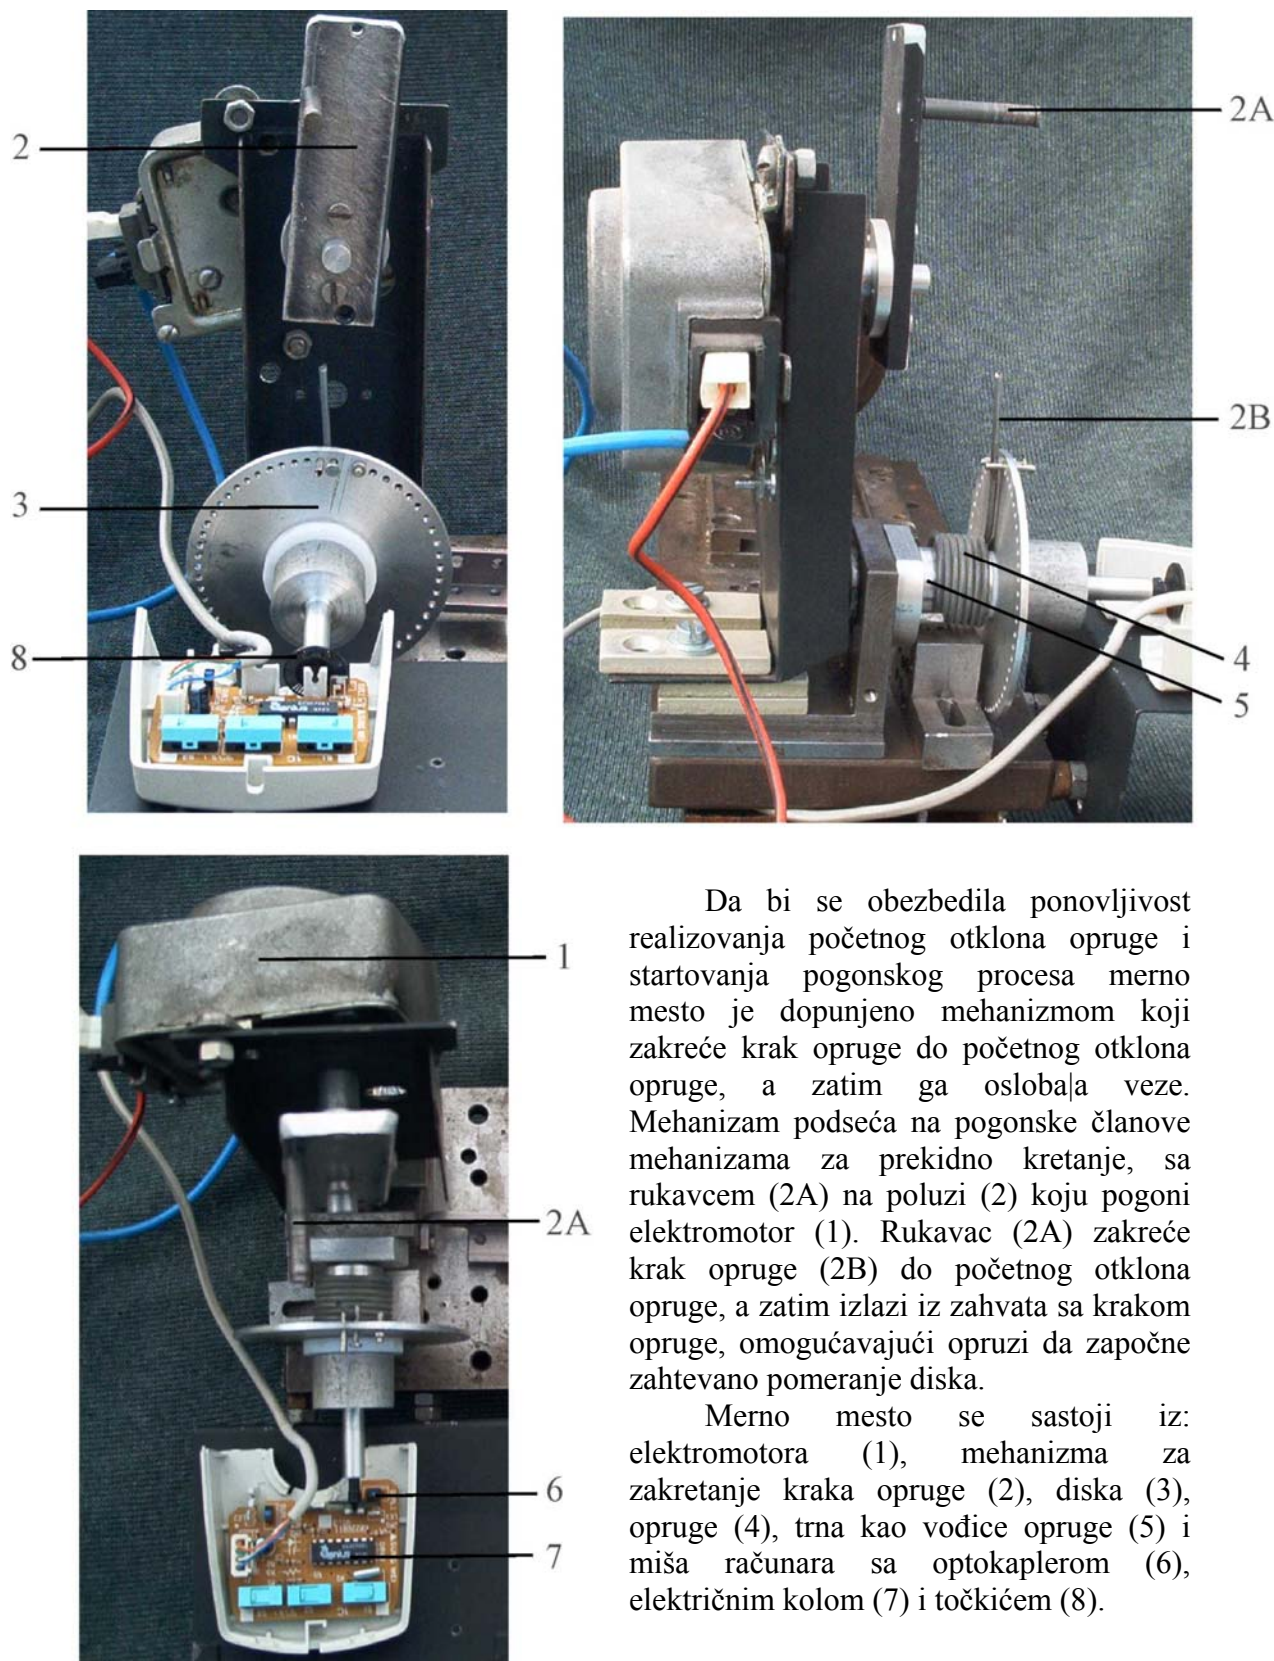 2
3
8
2A
2B
4
5
1
2A
6
7
Da bi se obezbedila ponovljivost
realizovanja početnog otklona opruge i
startovanja pogonskog procesa merno
mesto je dopunjeno mehanizmom koji
zakreće krak opruge do početnog otklona
opruge, a zatim ga osloba|a veze.
Mehanizam podseća na pogonske članove
mehanizama za prekidno kretanje, sa
rukavcem (2A) na poluzi (2) koju pogoni
elektromotor (1). Rukavac (2A) zakreće
krak opruge (2B) do početnog otklona
opruge, a zatim izlazi iz zahvata sa krakom
opruge, omogućavajući opruzi da započne
zahtevano pomeranje diska.
Merno mesto se sastoji iz:
elektromotora (1), mehanizma za
zakretanje kraka opruge (2), diska (3),
opruge (4), trna kao vođice opruge (5) i
miša računara sa optokaplerom (6),
električnim kolom (7) i točkićem (8).